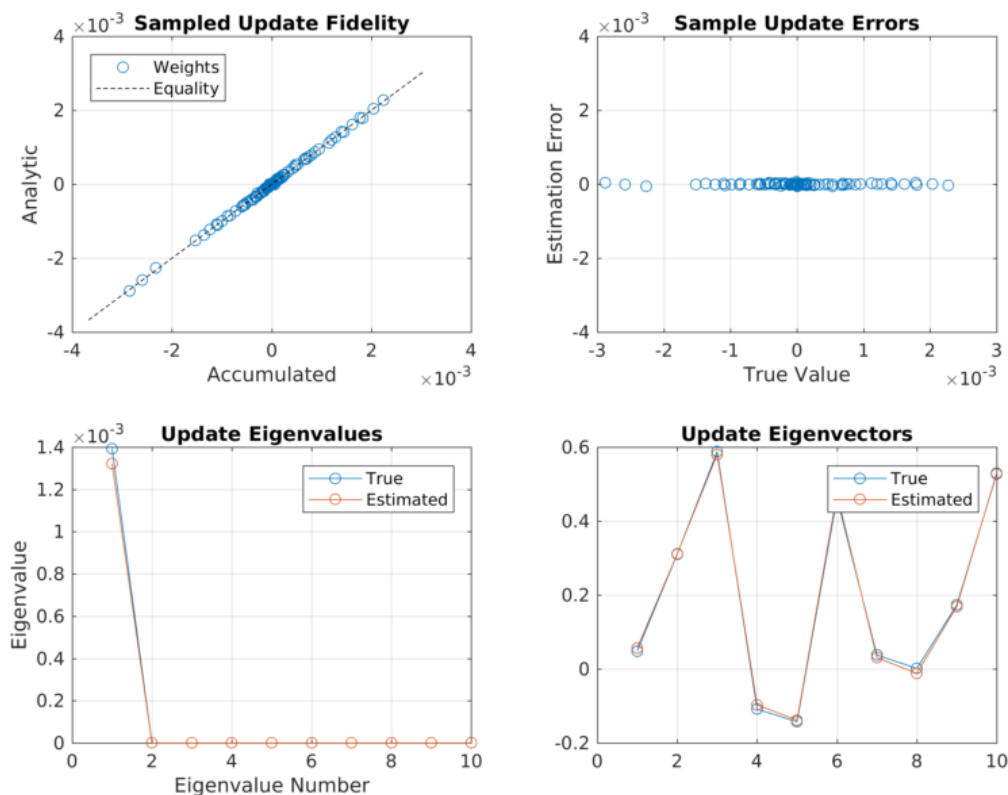 ×10⁻³
Sampled Update Fidelity
4
2
0
-2
-4
Analytic
Weights
Equality
-4 -2 0 2 4
Accumulated
×10⁻³
×10⁻³
Sample Update Errors
4
2
0
-2
-4
Estimation Error
-3 -2 -1 0 1 2 3
True Value
×10⁻³
×10⁻³
Update Eigenvalues
1.4
1.2
1
0.8
0.6
0.4
0.2
0
Eigenvalue
True
Estimated
0 2 4 6 8 10
Eigenvalue Number
Update Eigenvectors
0.6
0.4
0.2
0
-0.2
True
Estimated
0 2 4 6 8 10